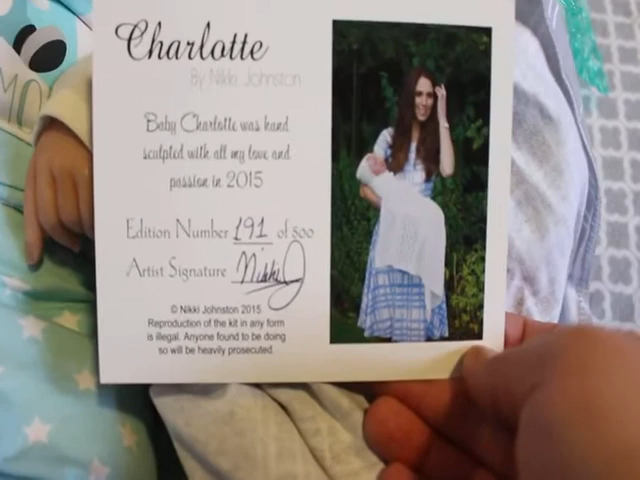 Charlotte
By Nikki Johnston
Baby Charlotte was hand
sculpted with all my love and
passion in 2015
Edition Number 191 of 500
Artist Signature Nikki J
© Nikki Johnston 2015
Reproduction of the kit in any form
is illegal. Anyone found to be doing
so will be heavily prosecuted.
MO